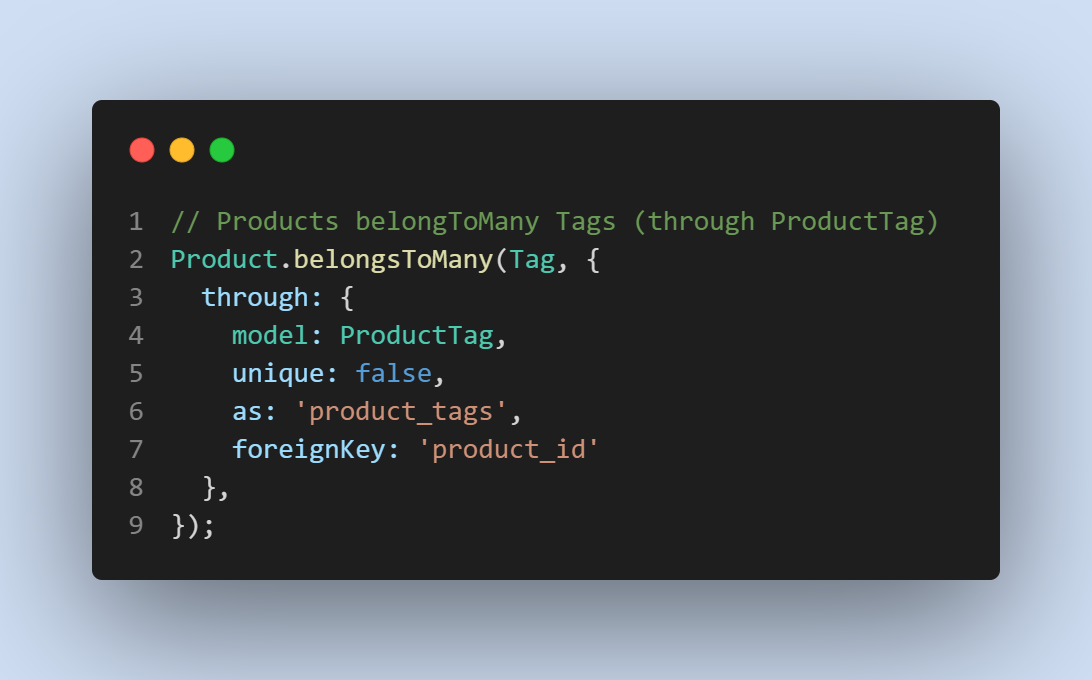 1 // Products belongToMany Tags (through ProductTag)
2 Product.belongsToMany(Tag, {
3   through: {
4     model: ProductTag,
5     unique: false,
6     as: 'product_tags',
7     foreignKey: 'product_id'
8   },
9 });